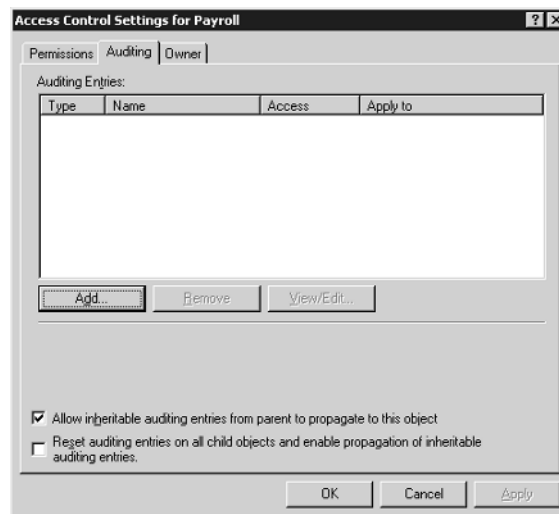 Access Control Settings for Payroll
Permissions Auditing Owner
Auditing Entries:
Type Name Access Apply to
Add... Remove View/Edit...
Allow inheritable auditing entries from parent to propagate to this object
Reset auditing entries on all child objects and enable propagation of inheritable
auditing entries.
OK Cancel Apply